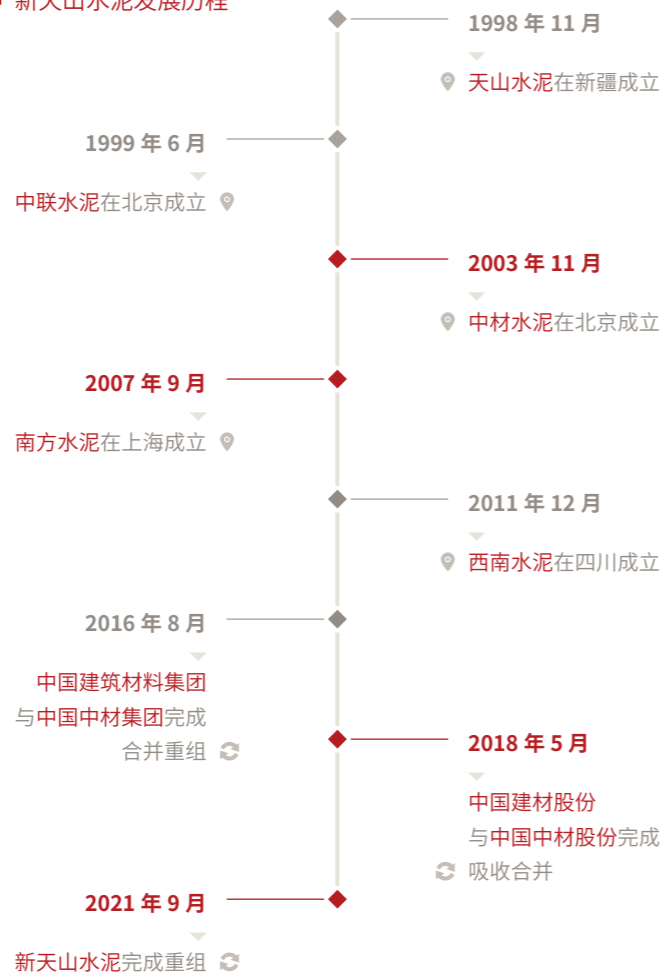 新天山水泥发展历程
1998 年 11 月
天山水泥在新疆成立
1999 年 6 月
中联水泥在北京成立
2003 年 11 月
中材水泥在北京成立
2007 年 9 月
南方水泥在上海成立
2011 年 12 月
西南水泥在四川成立
2016 年 8 月
中国建筑材料集团
与中国中材集团完成
合并重组
2018 年 5 月
中国建材股份
与中国中材股份完成
吸收合并
2021 年 9 月
新天山水泥完成重组